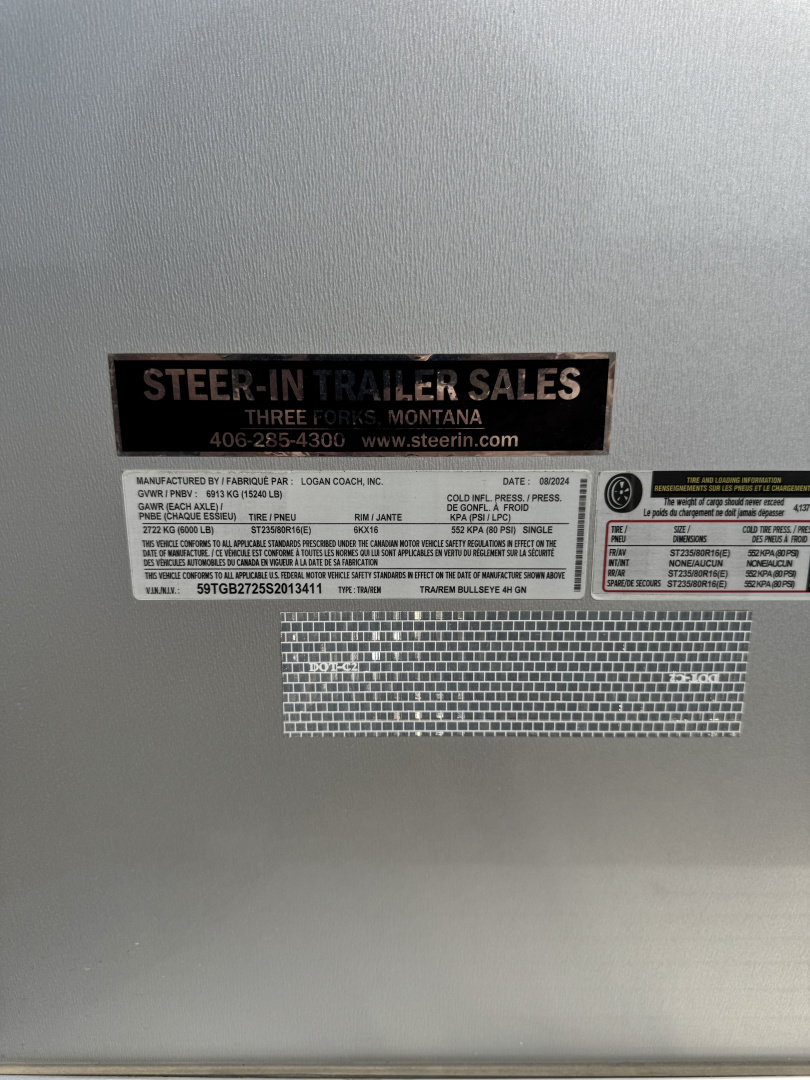 STEER-IN TRAILER SALES
THREE FORKS, MONTANA
406-285-4300 www.steerin.com
MANUFACTURED BY / FABRIQUÉ PAR : LOGAN COACH, INC. DATE : 08/2024
GVWR / PNBV : 6913 KG (15240 LB)
GAWR (EACH AXLE) /
PNBE (CHAQUE ESSIEU) TIRE / PNEU RIM / JANTE
COLD INFL. PRESS. / PRESS.
DE GONFL. À FROID
KPA (PSI / LPC)
2722 KG (6000 LB) ST235/80R16(E) 6KX16 552 KPA (80 PSI) SINGLE
THIS VEHICLE CONFORMS TO ALL APPLICABLE STANDARDS PRESCRIBED UNDER THE CANADIAN MOTOR VEHICLE SAFETY REGULATIONS IN EFFECT ON THE
DATE OF MANUFACTURE. / CE VÉHICULE EST CONFORME À TOUTES LES NORMES QUI LUI SONT APPLICABLES EN VERTU DU RÈGLEMENT SUR LA SÉCURITÉ
DES VÉHICULES AUTOMOBILES DU CANADA EN VIGUEUR À LA DATE DE SA FABRICATION
THIS VEHICLE CONFORMS TO ALL APPLICABLE U.S. FEDERAL MOTOR VEHICLE SAFETY STANDARDS IN EFFECT ON THE DATE OF MANUFACTURE SHOWN ABOVE
V.I.N./N.I.V. : 59TGB2725S2013411 TYPE : TRA/REM TRA/REM BULLSEYE 4H GN
TIRE AND LOADING INFORMATION
RENSEIGNEMENTS SUR LES PNEUS ET LE CHARGEMENT
The weight of cargo should never exceed
Le poids du chargement ne doit jamais dépasser 4,137
TIRE / SIZE / COLD TIRE PRESS. /
PNEU DIMENSIONS DES PNEUS À FROID
FR/AV ST235/80R16(E) 552 KPA (80 PSI)
INT/INT NONE/AUCUN NONE/AUCUN
RR/AR ST235/80R16(E) 552 KPA (80 PSI)
SPARE/DE SECOURS ST235/80R16(E) 552 KPA (80 PSI)
DOT-C2
DOT-C2